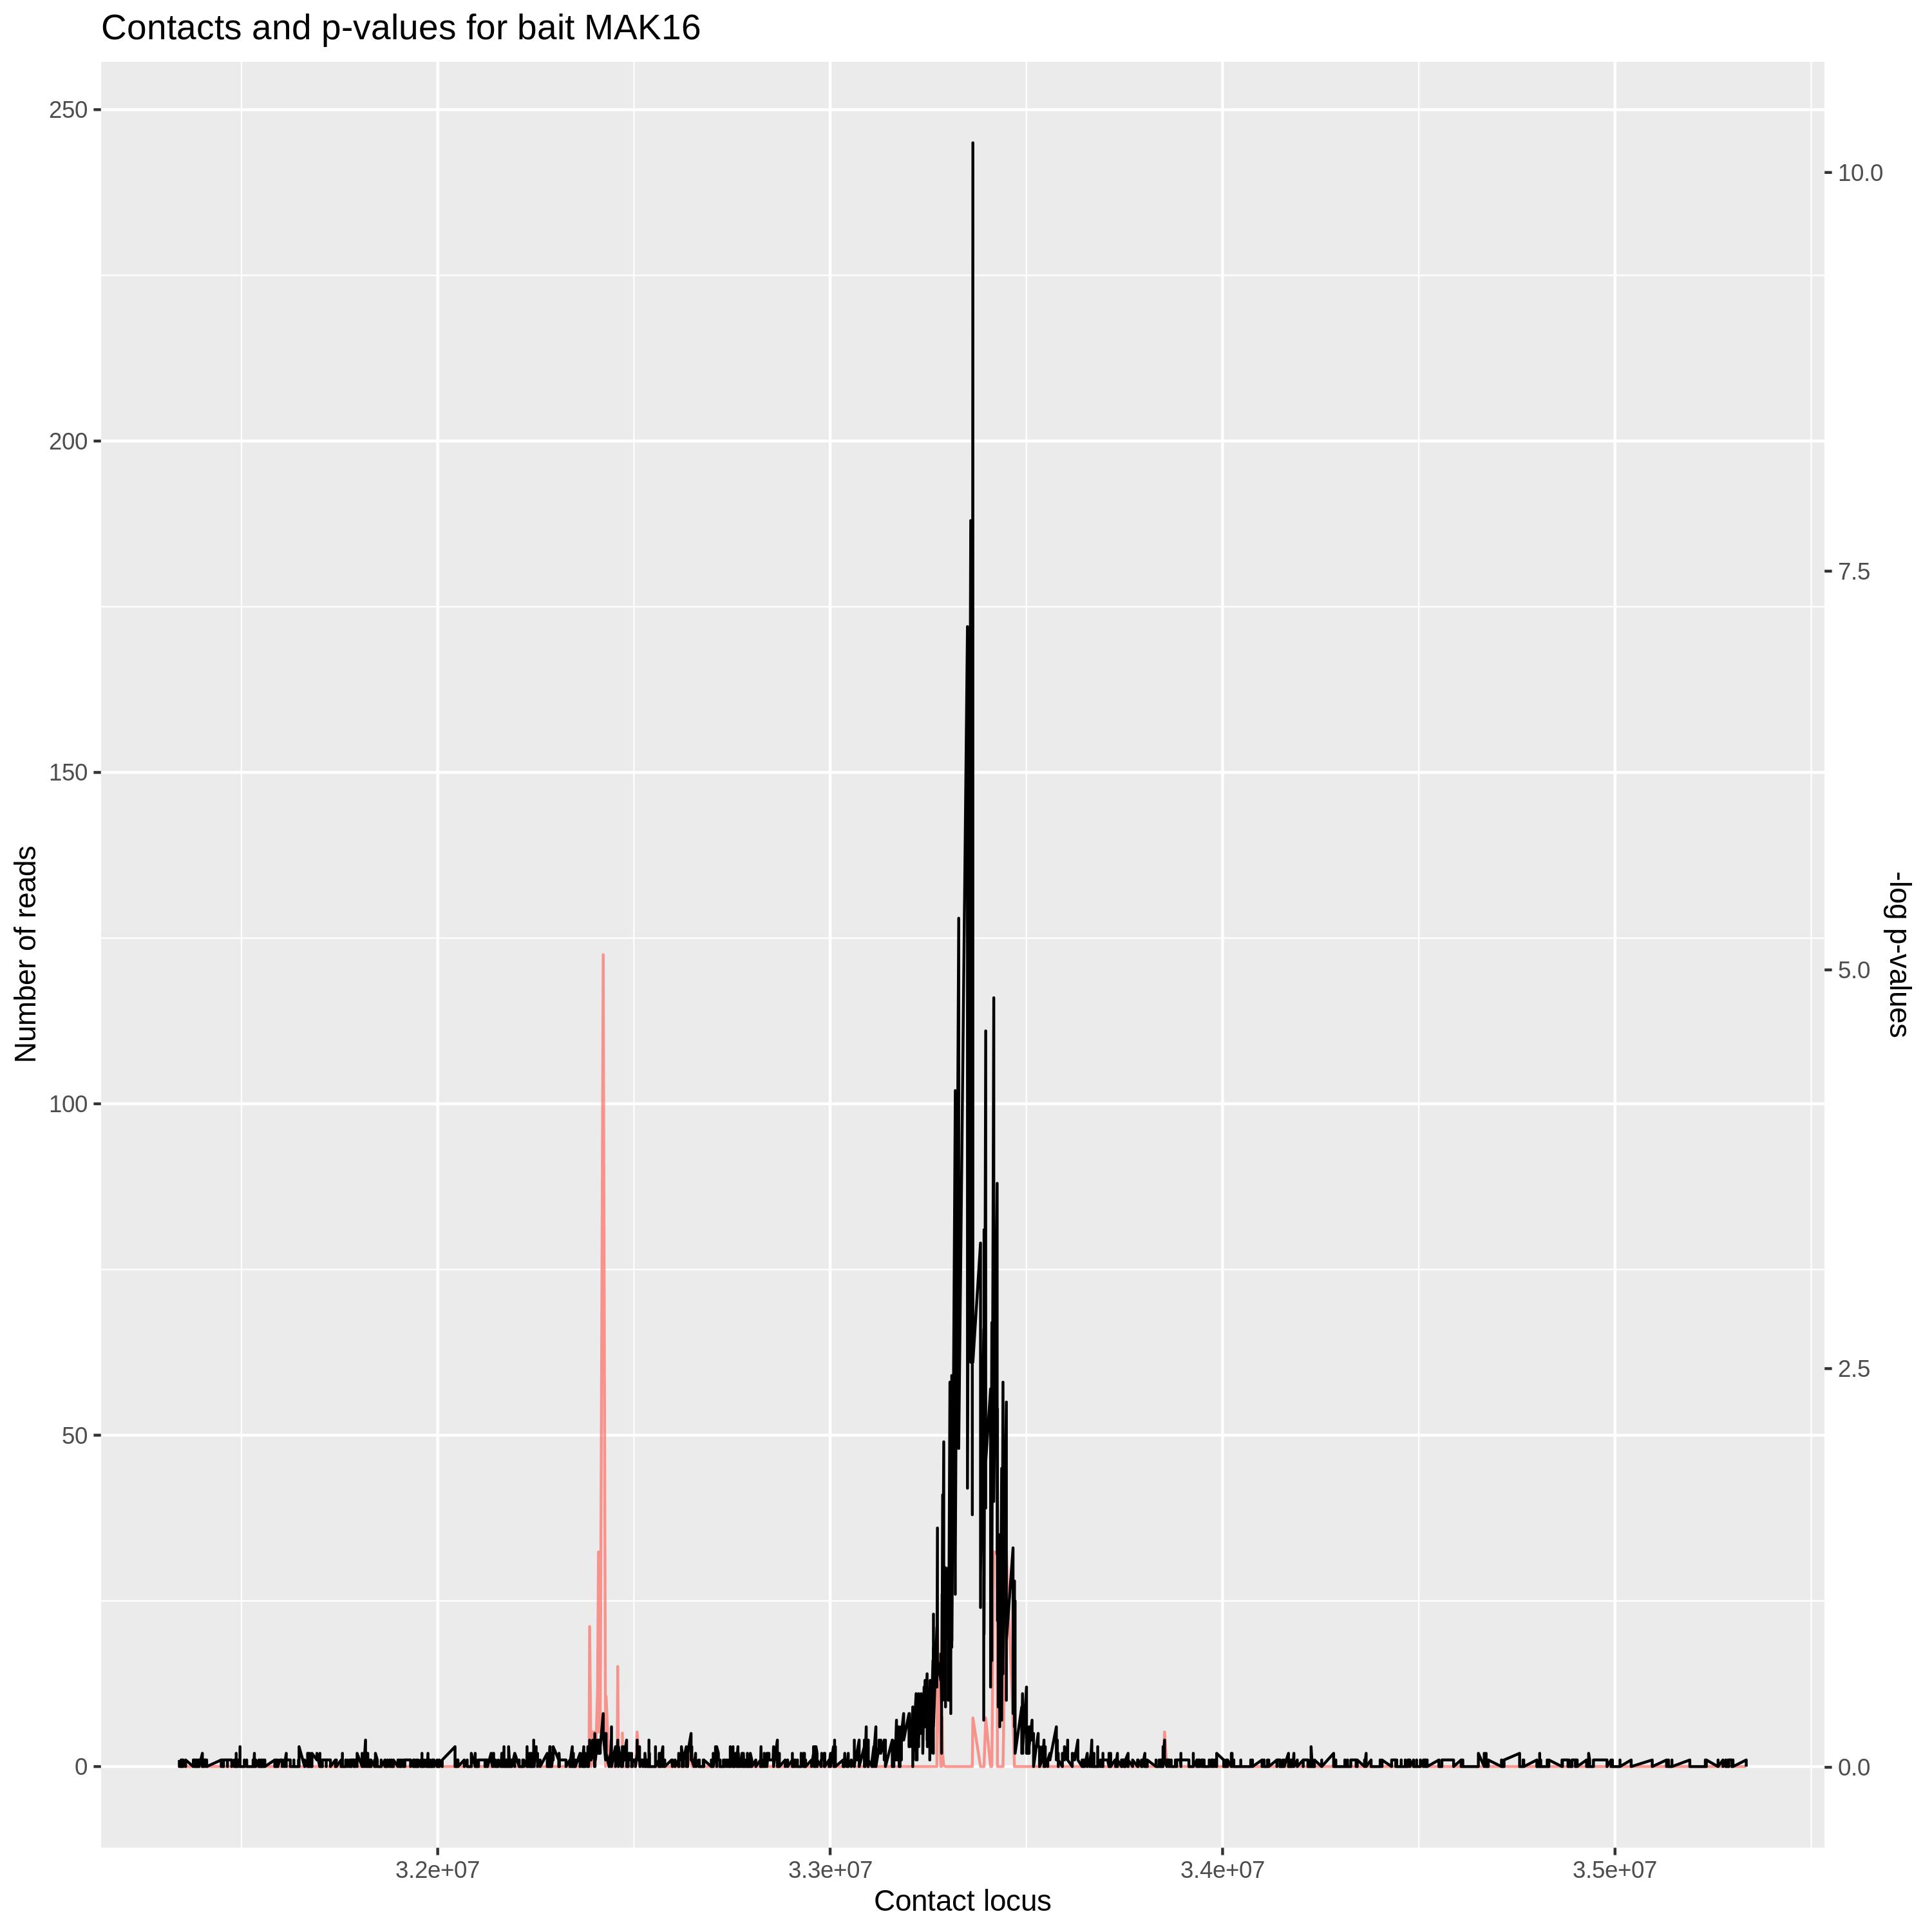 Contacts and p-values for bait MAK16
250
200
150
100
50
0
Number of reads
10.0
7.5
5.0
2.5
0.0
-log p-values
3.2e+07
3.3e+07
3.4e+07
3.5e+07
Contact locus